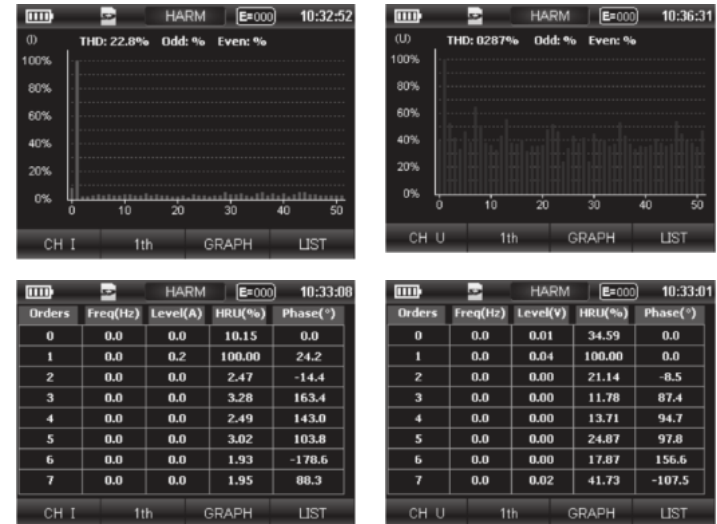 HARM E=000 10:32:52
(I) THD: 22.8% Odd: % Even: %
100%
80%
60%
40%
20%
0%
0 10 20 30 40 50
CH I 1th GRAPH LIST
HARM E=000 10:36:31
(U) THD: 0287% Odd: % Even: %
100%
80%
60%
40%
20%
0%
0 10 20 30 40 50
CH U 1th GRAPH LIST
HARM E=000 10:33:08
Orders Freq(Hz) Level(A) HRU(%) Phase(°)
0 0.0 0.0 10.15 0.0
1 0.0 0.2 100.00 24.2
2 0.0 0.0 2.47 -14.4
3 0.0 0.0 3.28 163.4
4 0.0 0.0 2.49 143.0
5 0.0 0.0 3.02 103.8
6 0.0 0.0 1.93 -178.6
7 0.0 0.0 1.95 88.3
CH I 1th GRAPH LIST
HARM E=000 10:33:01
Orders Freq(Hz) Level(V) HRU(%) Phase(°)
0 0.0 0.01 34.59 0.0
1 0.0 0.04 100.00 0.0
2 0.0 0.00 21.14 -8.5
3 0.0 0.00 11.78 87.4
4 0.0 0.00 13.71 94.7
5 0.0 0.00 24.87 97.8
6 0.0 0.00 17.87 156.6
7 0.0 0.02 41.73 -107.5
CH U 1th GRAPH LIST